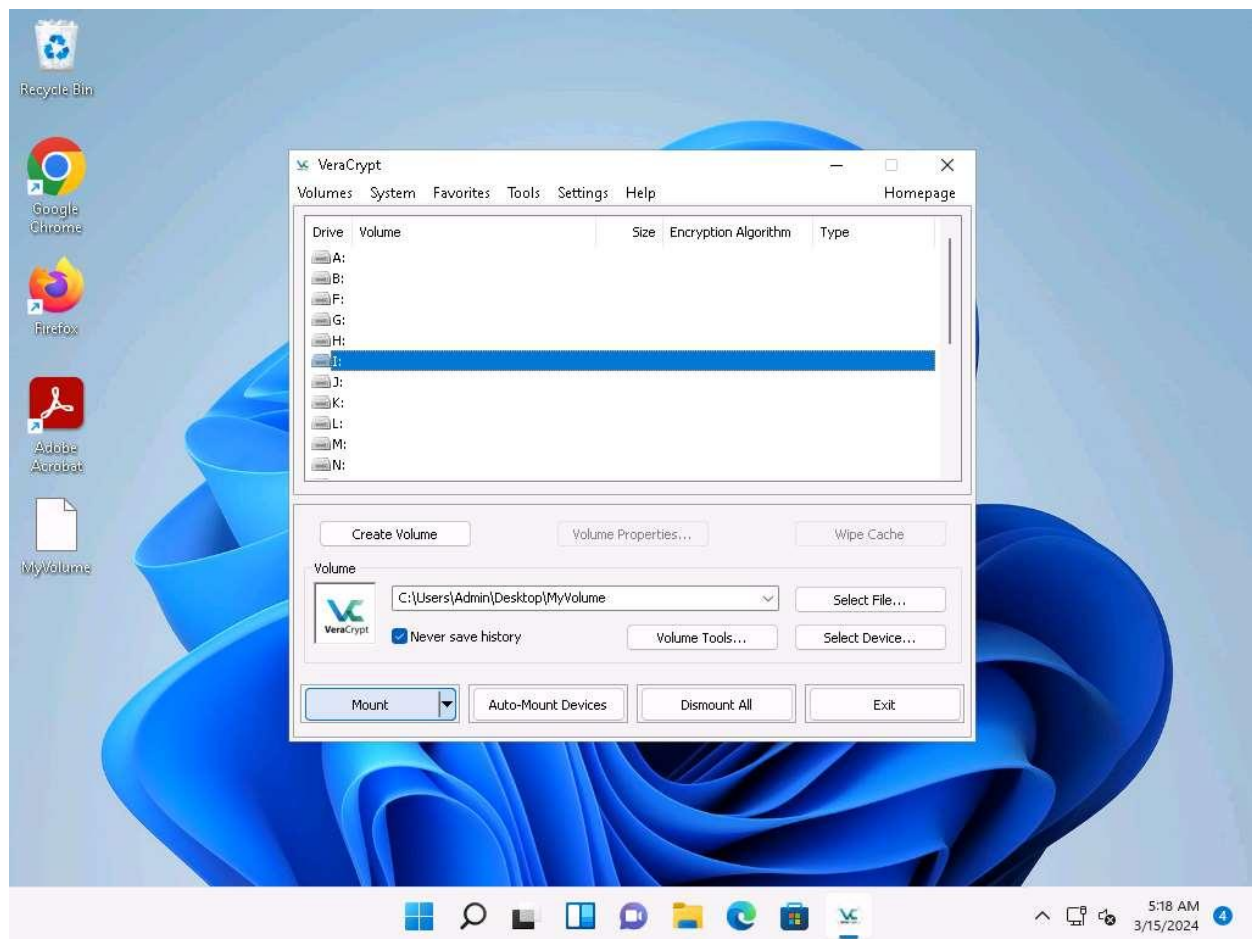 Recycle Bin
Google
Chrome
Firefox
Adobe
Acrobat
MyVolume
VeraCrypt
Volumes System Favorites Tools Settings Help Homepage
Drive Volume Size Encryption Algorithm Type
A:
B:
F:
G:
H:
I:
J:
K:
L:
M:
N:
Create Volume Volume Properties... Wipe Cache
Volume
VeraCrypt
C:\Users\Admin\Desktop\MyVolume Select File...
Never save history Volume Tools... Select Device...
Mount Auto-Mount Devices Dismount All Exit
5:18 AM
3/15/2024
4